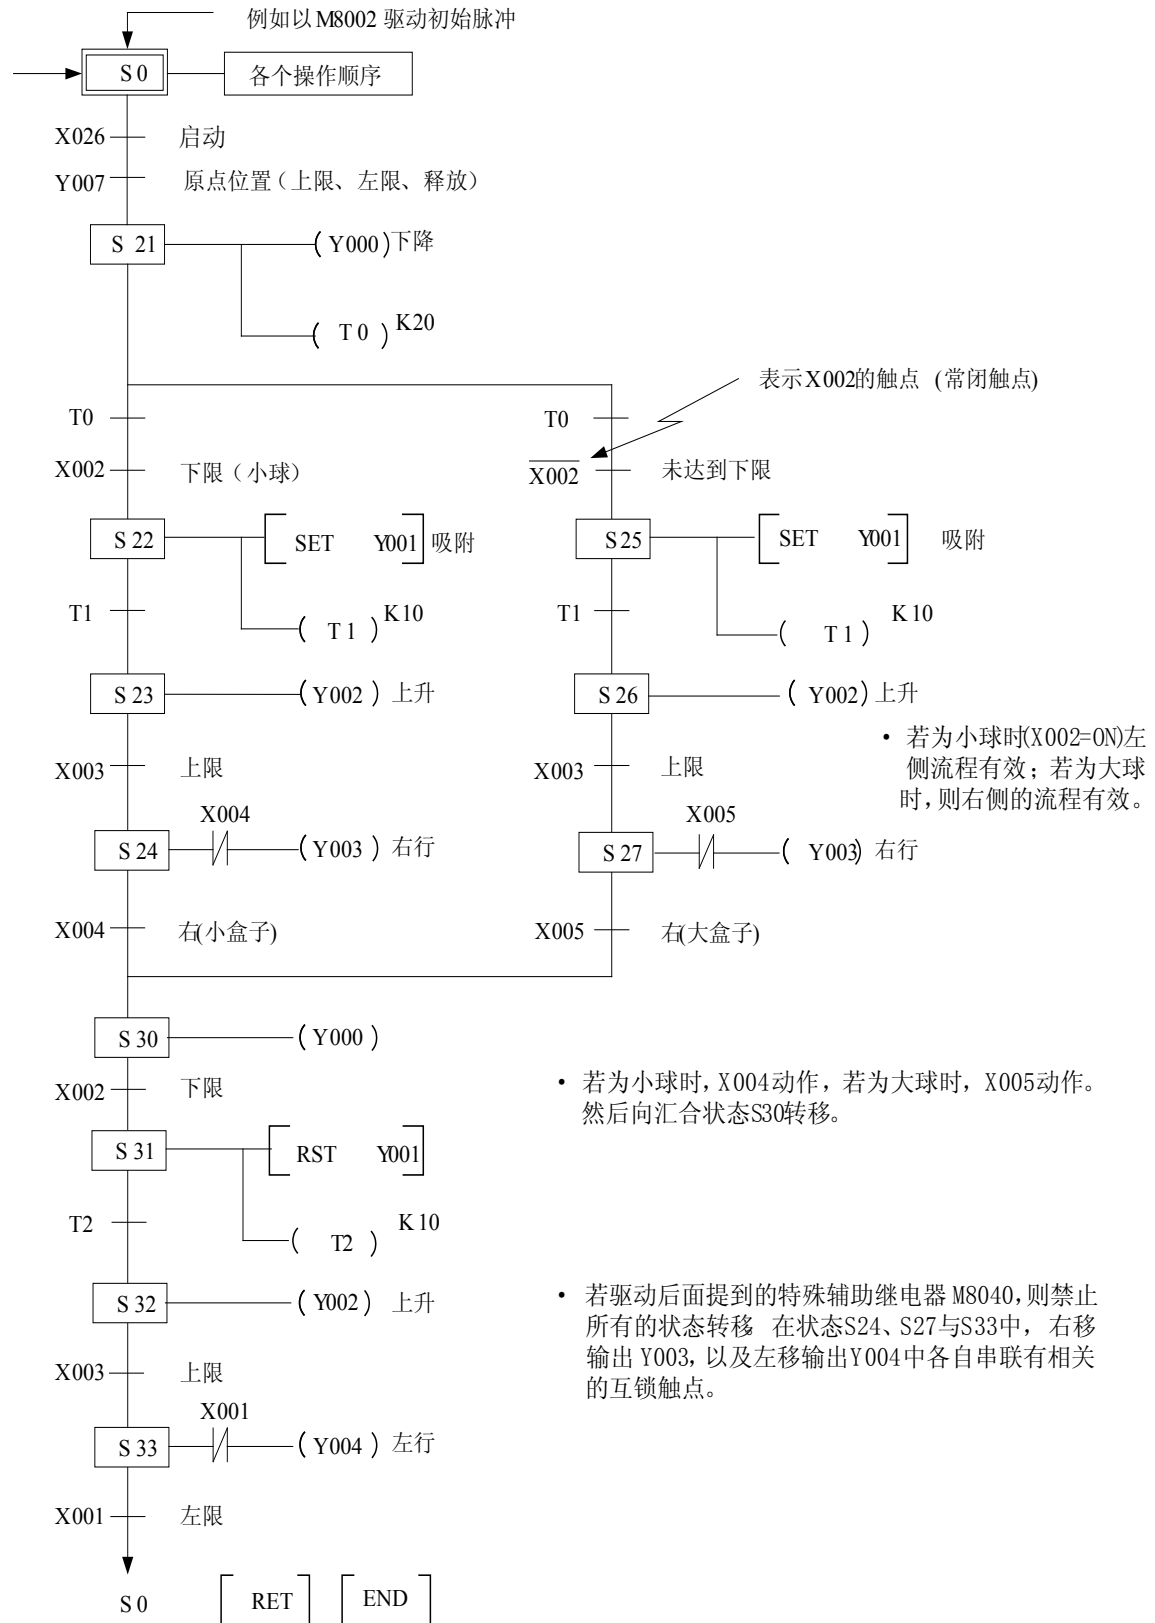 例如以M8002 驱动初始脉冲
S 0
各个操作顺序
X026
启动
Y007
原点位置（上限、左限、释放）
S 21
(Y000)下降
( T 0 ) K20
表示X002的触点 (常闭触点)
T0
T0
X002
下限（小球）
X002
未达到下限
S 22
SET Y001
吸附
S 25
SET Y001
吸附
T1
( T 1 ) K 10
T1
( T 1 ) K 10
S 23
(Y002 ) 上升
S 26
( Y002) 上升
• 若为小球时(X002=ON)左
侧流程有效；若为大球
时,则右侧的流程有效。
X003
上限
X003
上限
X004
X005
S 24
(Y003 ) 右行
S 27
( Y003) 右行
X004
右(小盒子)
X005
右(大盒子)
S 30
( Y000 )
X002
下限
• 若为小球时, X004动作，若为大球时，X005动作。
然后向汇合状态S30转移。
S 31
RST Y001
T2
( T2 ) K 10
S 32
( Y002 ) 上升
• 若驱动后面提到的特殊辅助继电器 M8040,则禁止
所有的状态转移 在状态S24、S27与S33中，右移
输出 Y003, 以及左移输出Y004中各自串联有相关
的互锁触点。
X003
上限
X001
S 33
( Y004 ) 左行
X001
左限
S 0
RET
END